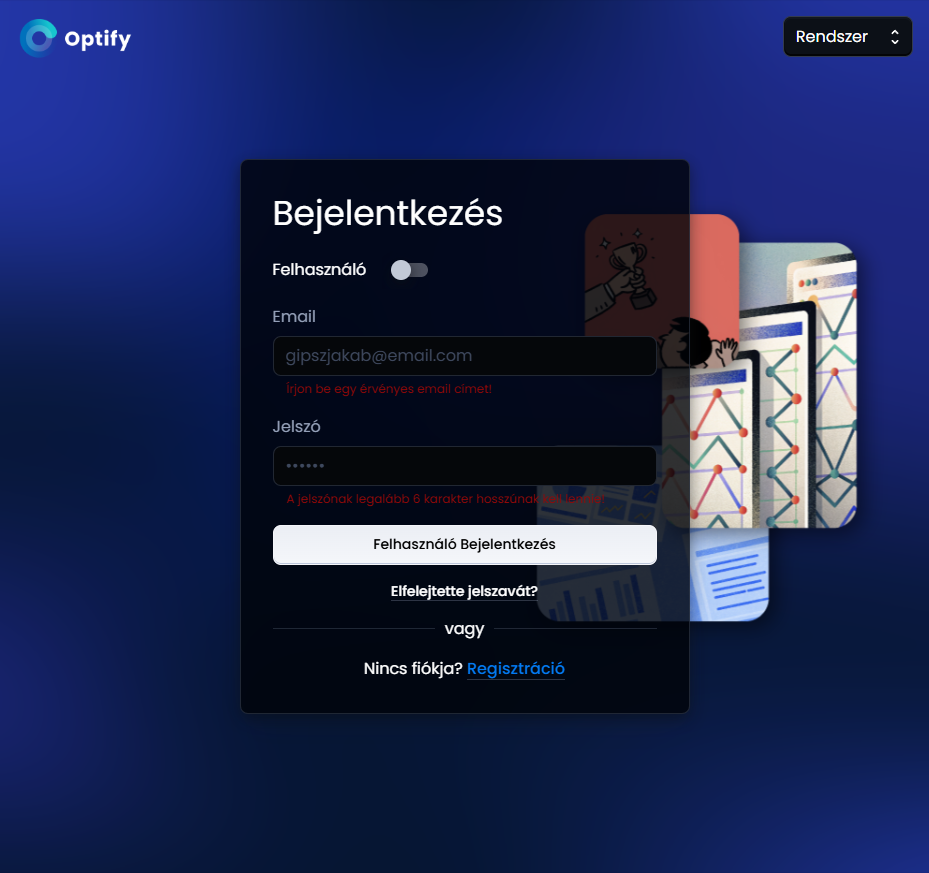 Optify
Rendszer
Bejelentkezés
Felhasználó
Email
gipszjakab@email.com
Írjon be egy érvényes email címet!
Jelszó
••••••
A jelszónak legalább 6 karakter hosszúnak kell lennie!
Felhasználó Bejelentkezés
Elfelejtette jelszavát?
vagy
Nincs fiókja? Regisztráció